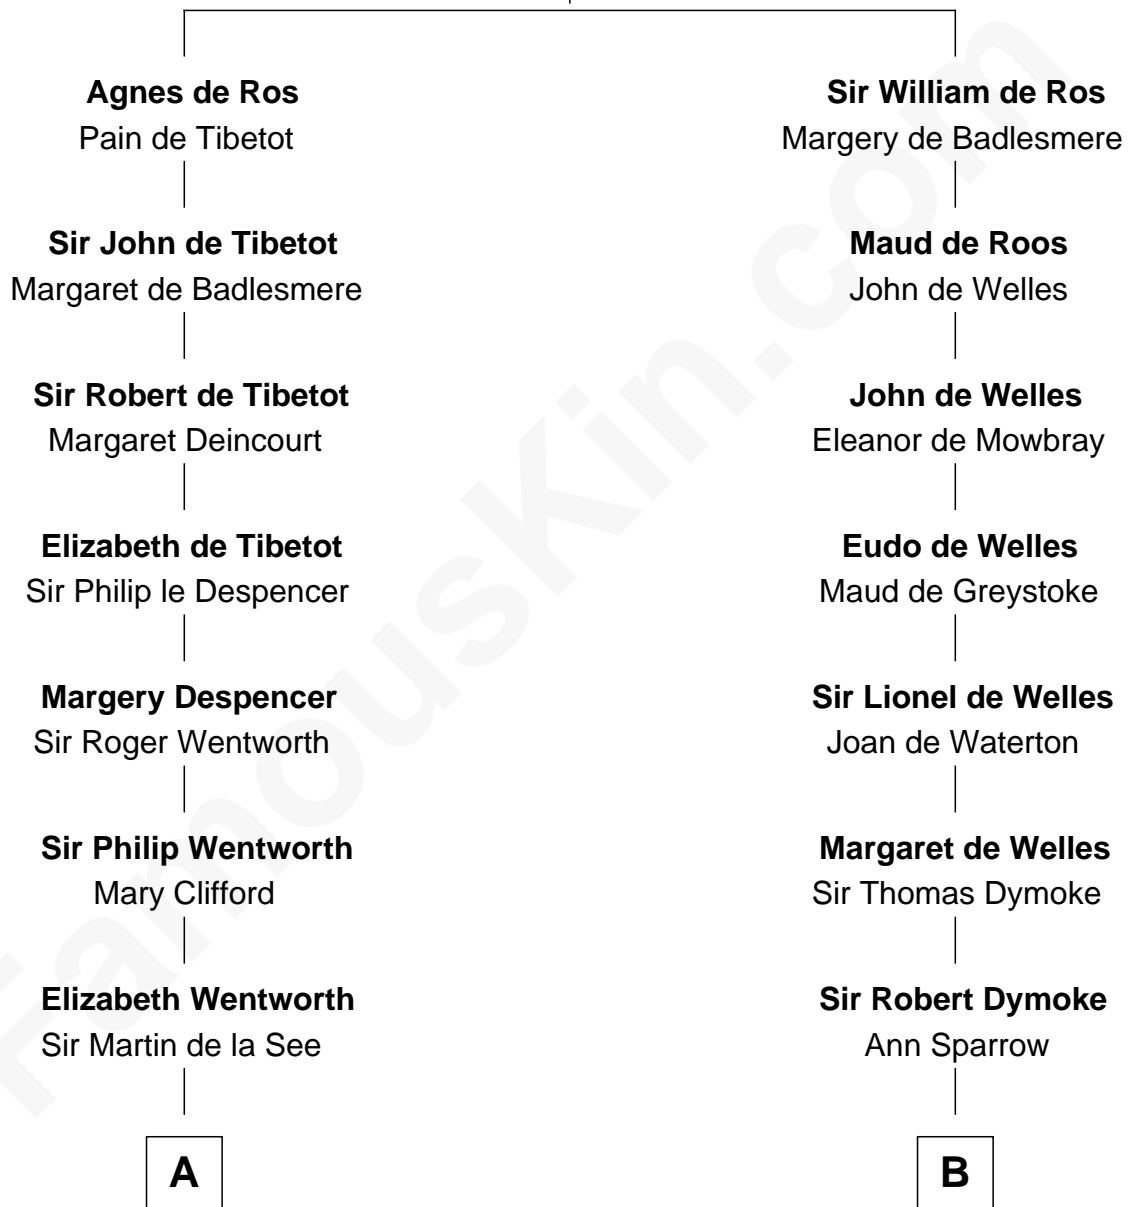 Agnes de Ros
Pain de Tibetot
Sir William de Ros
Margery de Badlesmere
Sir John de Tibetot
Margaret de Badlesmere
Maud de Roos
John de Welles
Sir Robert de Tibetot
Margaret Deincourt
John de Welles
Eleanor de Mowbray
Elizabeth de Tibetot
Sir Philip le Despencer
Eudo de Welles
Maud de Greystoke
Margery Despencer
Sir Roger Wentworth
Sir Lionel de Welles
Joan de Waterton
Sir Philip Wentworth
Mary Clifford
Margaret de Welles
Sir Thomas Dymoke
Elizabeth Wentworth
Sir Martin de la See
Sir Robert Dymoke
Ann Sparrow
A
B
FamousKin.com